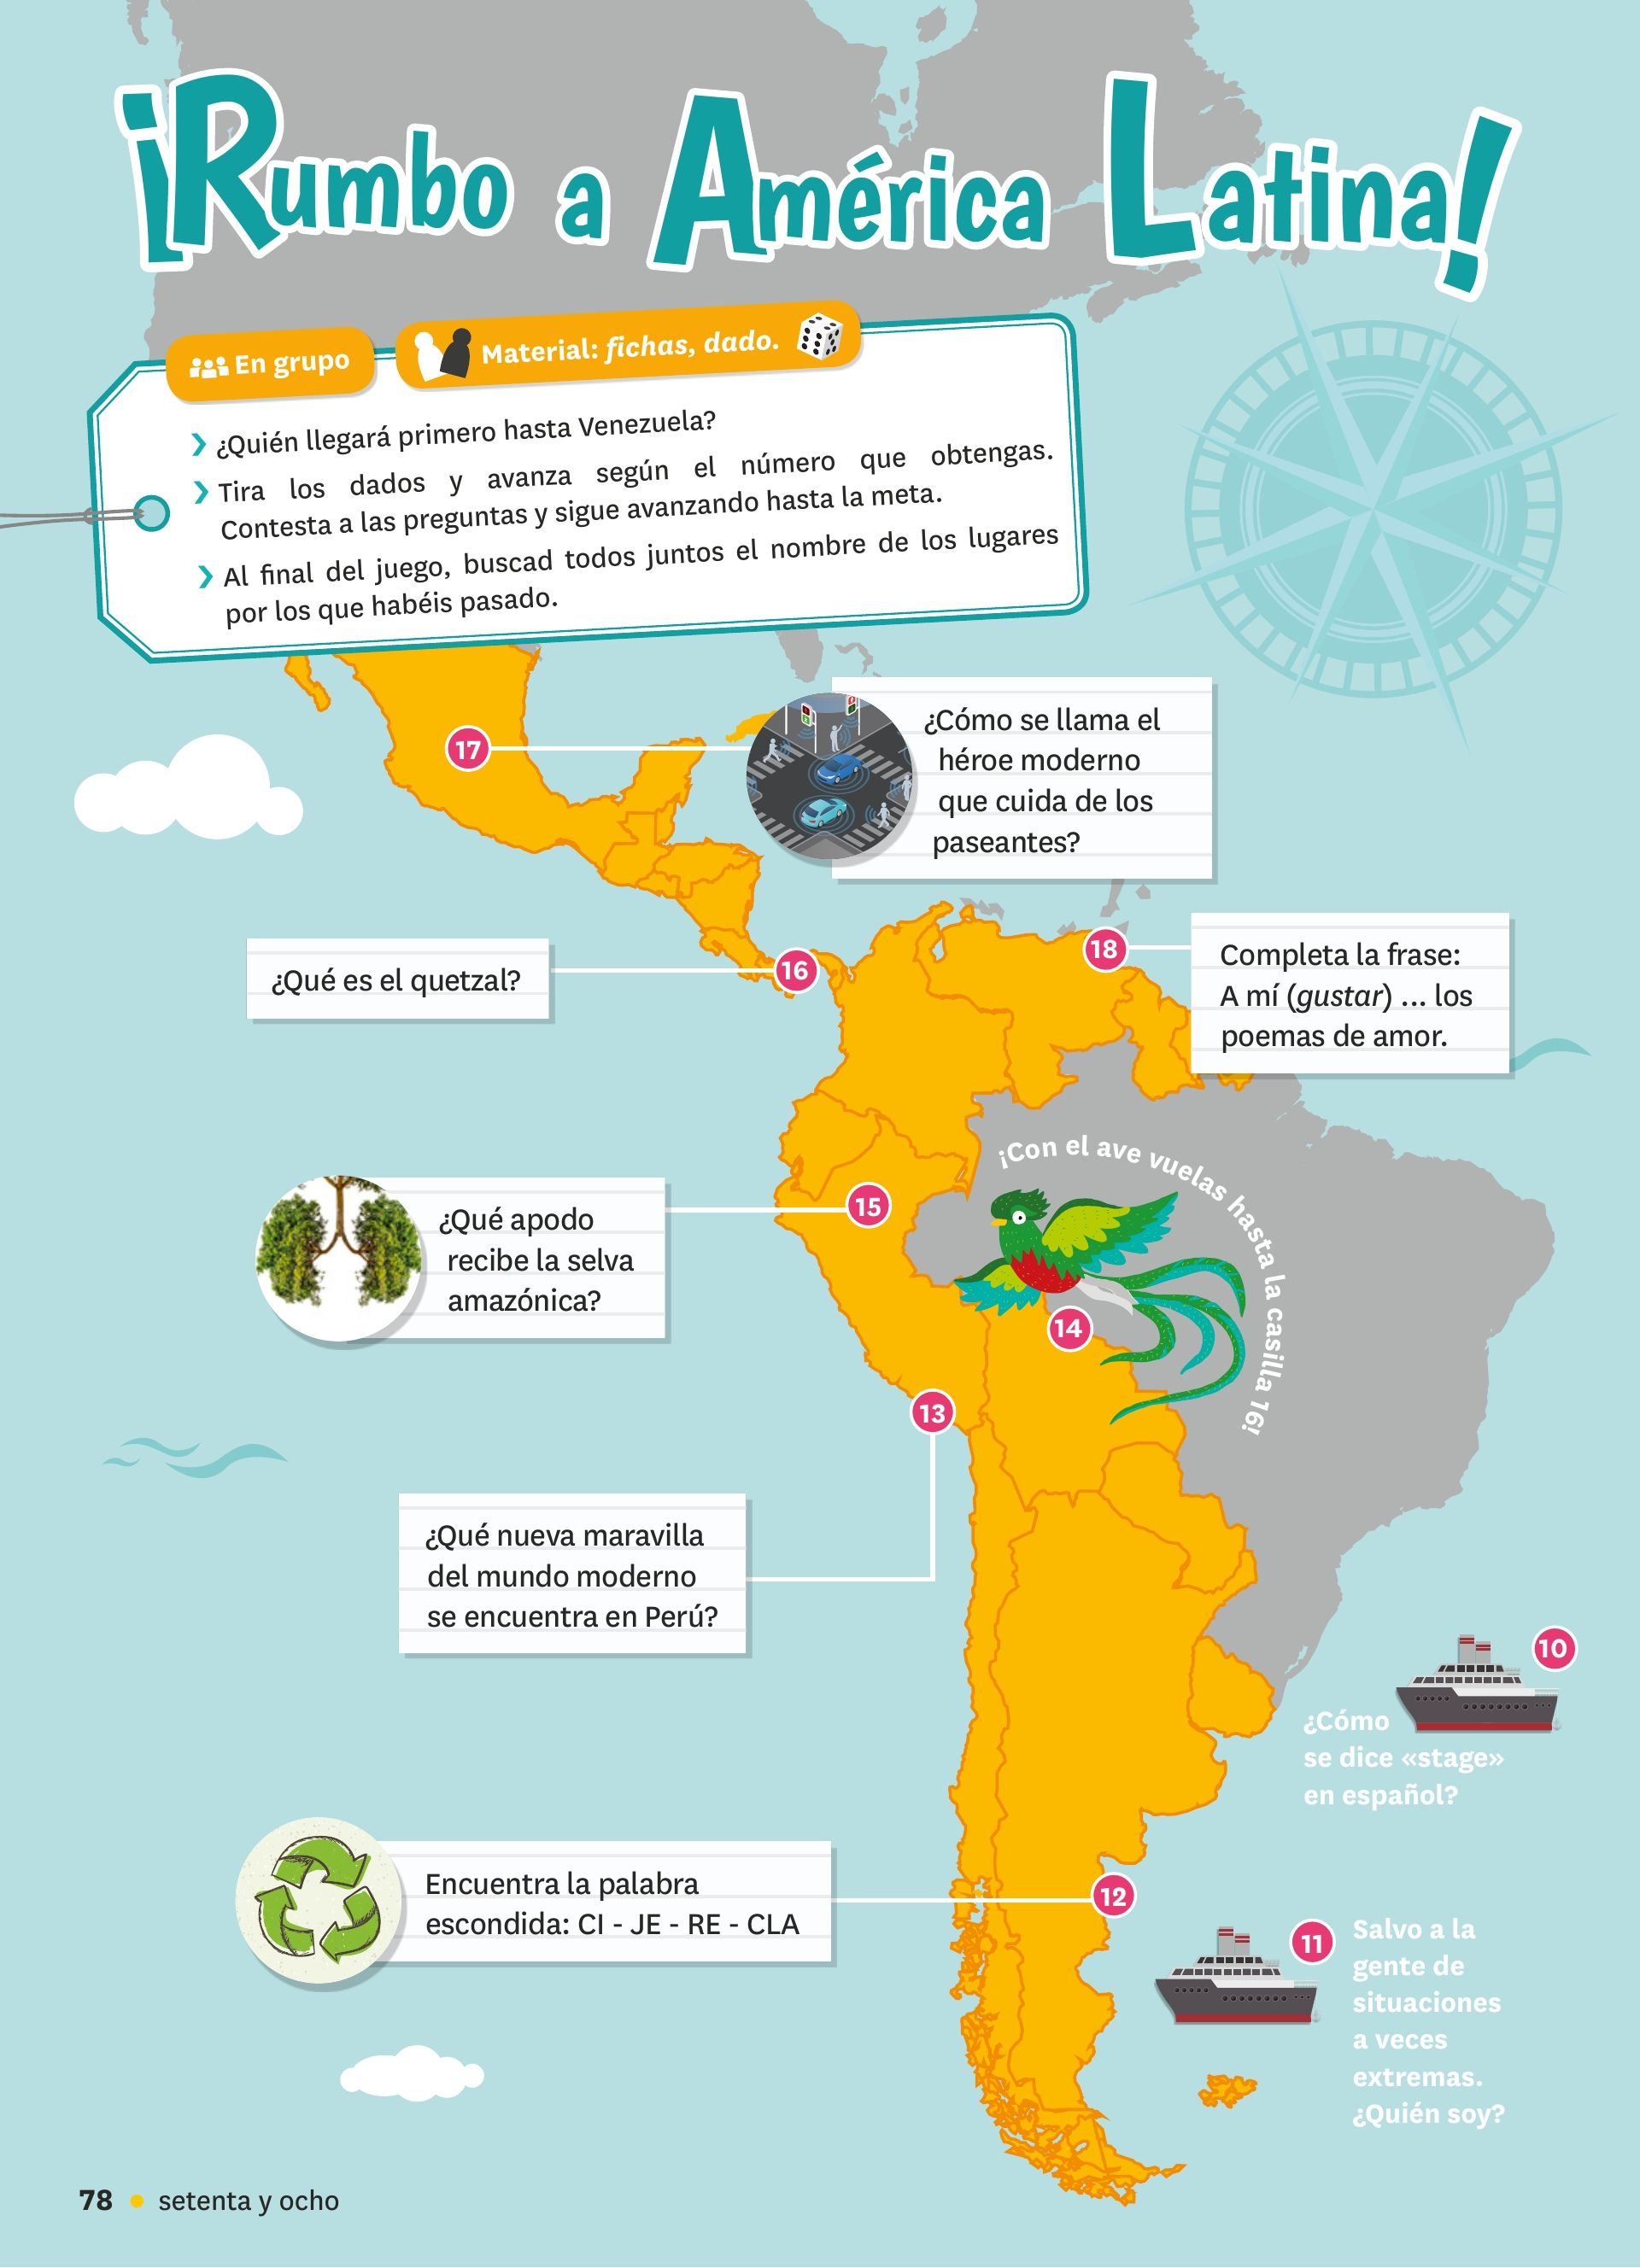 ¡Rumbo a América Latina!
En grupo
Material: fichas, dado.
❯ ¿Quién llegará primero hasta Venezuela?
❯ Tira los dados y avanza según el número que obtengas.
Contesta a las preguntas y sigue avanzando hasta la meta.
❯ Al final del juego, buscad todos juntos el nombre de los lugares
por los que habéis pasado.
17
¿Cómo se llama el
héroe moderno
que cuida de los
paseantes?
18
Completa la frase:
A mí (gustar) ... los
poemas de amor.
¿Qué es el quetzal?
16
¡Con el ave vuelas hasta la casilla 16!
14
¿Qué apodo
recibe la selva
amazónica?
15
13
¿Qué nueva maravilla
del mundo moderno
se encuentra en Perú?
10
¿Cómo
se dice «stage»
en español?
Encuentra la palabra
escondida: CI - JE - RE - CLA
12
11
Salvo a la
gente de
situaciones
a veces
extremas.
¿Quién soy?
78 • setenta y ocho